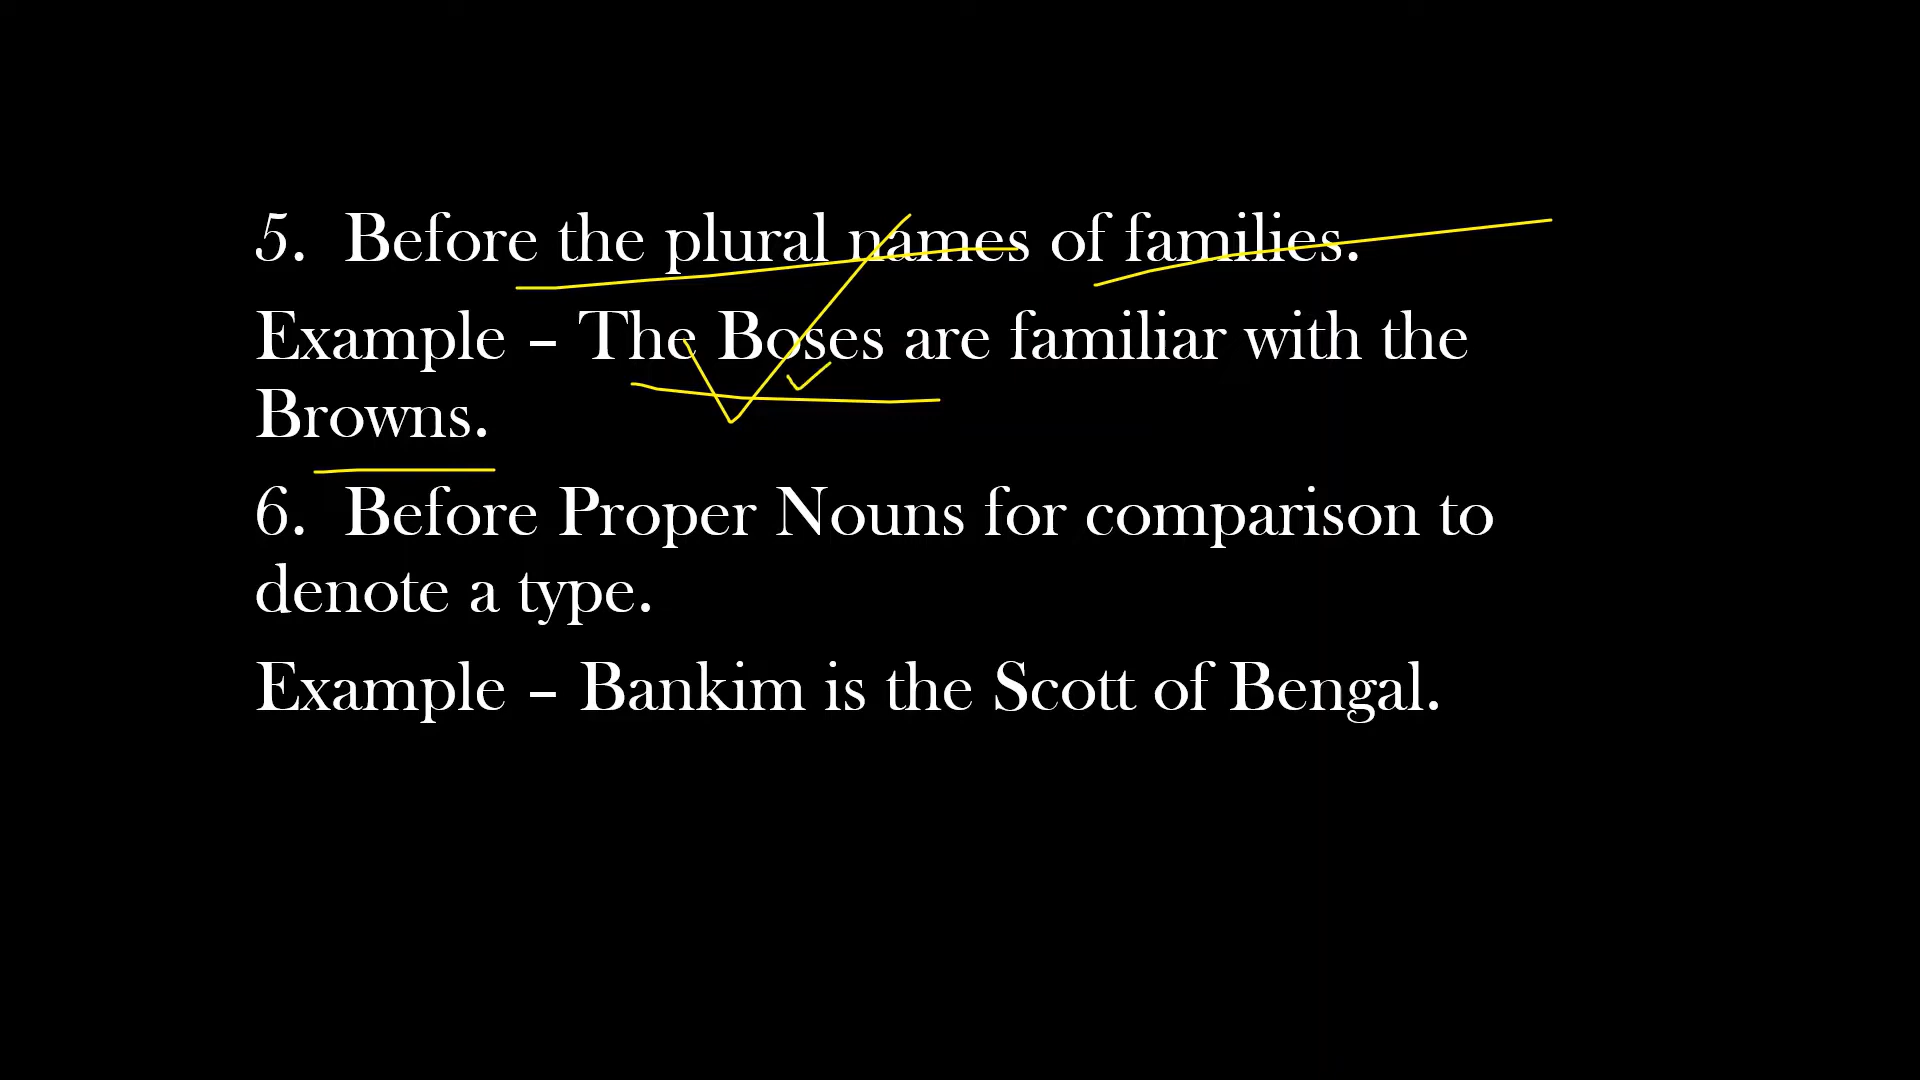 5. Before the plural names of families.
Example – The Boses are familiar with the
Browns.
6. Before Proper Nouns for comparison to
denote a type.
Example – Bankim is the Scott of Bengal.